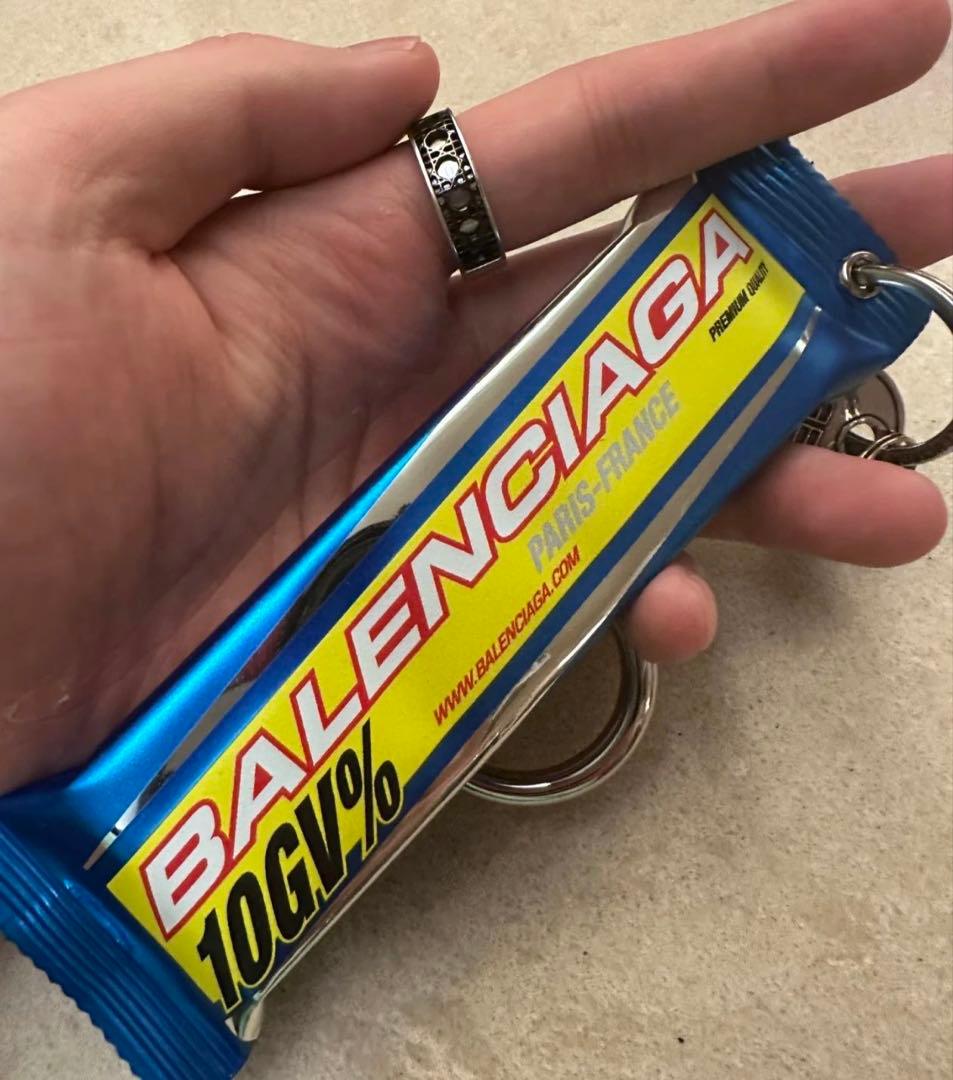 BALENCIAGA
PREMIUM QUALITY
PARIS-FRANCE
WWW.BALENCIAGA.COM
10GV%